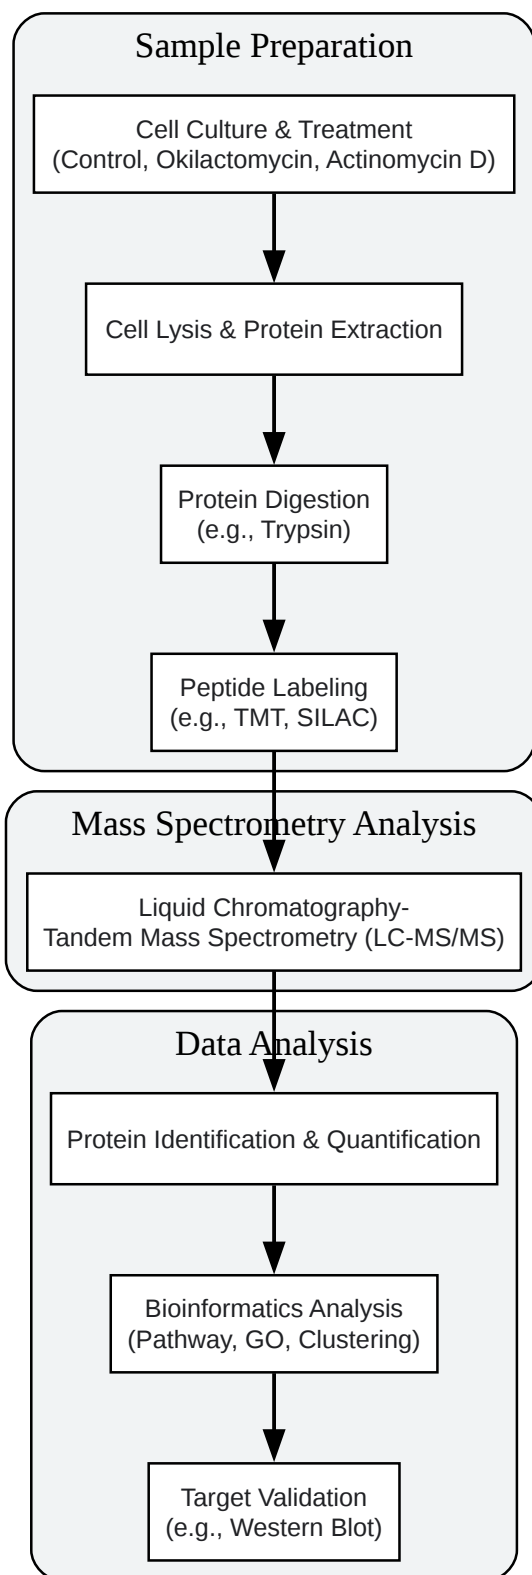 Sample Preparation
Cell Culture & Treatment
(Control, Okilactomycin, Actinomycin D)
Cell Lysis & Protein Extraction
Protein Digestion
(e.g., Trypsin)
Peptide Labeling
(e.g., TMT, SILAC)
Mass Spectrometry Analysis
Liquid Chromatography-
Tandem Mass Spectrometry (LC-MS/MS)
Data Analysis
Protein Identification & Quantification
Bioinformatics Analysis
(Pathway, GO, Clustering)
Target Validation
(e.g., Western Blot)